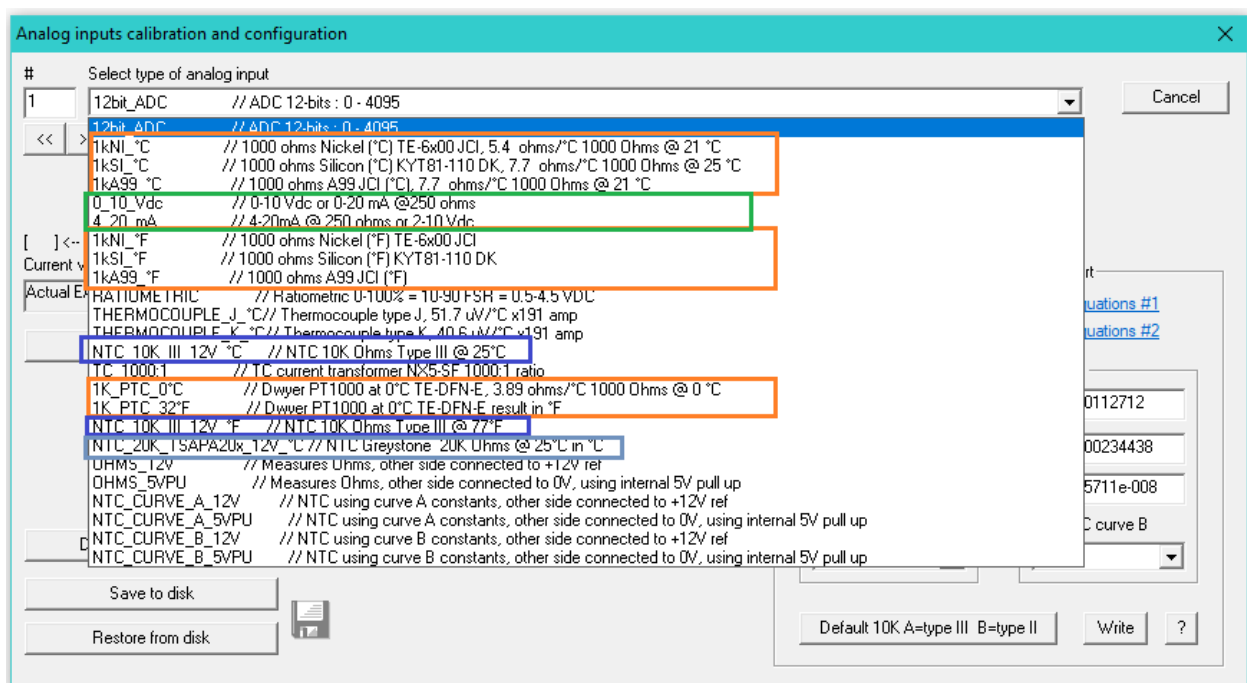 Analog inputs calibration and configuration
# Select type of analog input
1 12bit_ADC // ADC 12-bits : 0 - 4095 Cancel
<< 12bit_ADC // ADC 12-bits : 0 - 4095
1kNI_°C // 1000 ohms Nickel (°C) TE-6x00 JCI, 5.4 ohms/°C 1000 Ohms @ 21 °C
1kSI_°C // 1000 ohms Silicon (°C) KYT81-110 DK, 7.7 ohms/°C 1000 Ohms @ 25 °C
1kA99_°C // 1000 ohms A99 JCI (°C), 7.7 ohms/°C 1000 Ohms @ 21 °C
0_10_Vdc // 0-10 Vdc or 0-20 mA @250 ohms
4_20_mA // 4-20mA @ 250 ohms or 2-10 Vdc
[ ]<-- 1kNI_°F // 1000 ohms Nickel (°F) TE-6x00 JCI
1kSI_°F // 1000 ohms Silicon (°F) KYT81-110 DK
Current v
1kA99_°F // 1000 ohms A99 JCI (°F)
rt
Actual E
RATIOMETRIC // Ratiometric 0-100% = 10-90 FSR = 0.5-4.5 VDC
uations #1
THERMOCOUPLE_J_°C// Thermocouple type J, 51.7 uV/°C x191 amp
THERMOCOUPLE_K_°C// Thermocouple type K, 40.6 uV/°C x191 amp
uations #2
NTC_10K_III_12V_°C // NTC 10K Ohms Type III @ 25°C
TC_1000:1 // TC current transformer NX5-SF 1000:1 ratio
1K_PTC_0°C // Dwyer PT1000 at 0°C TE-DFN-E, 3.89 ohms/°C 1000 Ohms @ 0 °C
1K_PTC_32°F // Dwyer PT1000 at 0°C TE-DFN-E result in °F
0112712
NTC_10K_III_12V_°F // NTC 10K Ohms Type III @ 77°F
NTC_20K_TSAPA20x_12V_°C // NTC Greystone 20K Ohms @ 25°C in °C
00234438
OHMS_12V // Measures Ohms, other side connected to +12V ref
OHMS_5VPU // Measures Ohms, other side connected to 0V, using internal 5V pull up
5711e-008
NTC_CURVE_A_12V // NTC using curve A constants, other side connected to +12V ref
NTC_CURVE_A_5VPU // NTC using curve A constants, other side connected to 0V, using internal 5V pull up
C curve B
NTC_CURVE_B_12V // NTC using curve B constants, other side connected to +12V ref
D
NTC_CURVE_B_5VPU // NTC using curve B constants, other side connected to 0V, using internal 5V pull up
Save to disk
Restore from disk
Default 10K A=type III B=type II Write ?